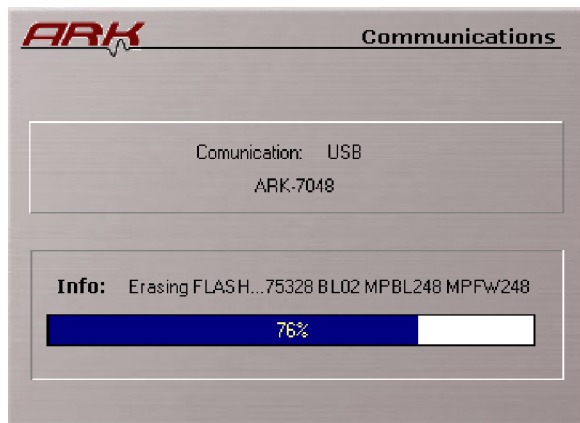 ARK
Communications
Comunication: USB
ARK-7048
Info: Erasing FLASH...75328 BL02 MPBL248 MPFW248
76%